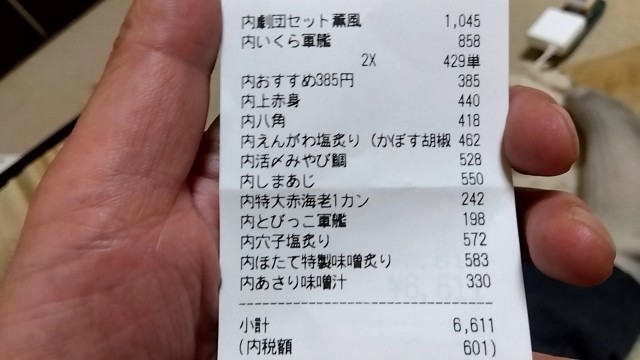 内劇団セット薫風 1,045
内いくら軍艦 858
2X 429単
内おすすめ385円 385
内上赤身 440
内八角 418
内えんがわ塩炙り(かぼす胡椒 462
内活〆みやび鯛 528
内しまあじ 550
内特大赤海老1カン 242
内とびっこ軍艦 198
内穴子塩炙り 572
内ほたて特製味噌炙り 583
内あさり味噌汁 330
小計 6,611
(内税額 601)